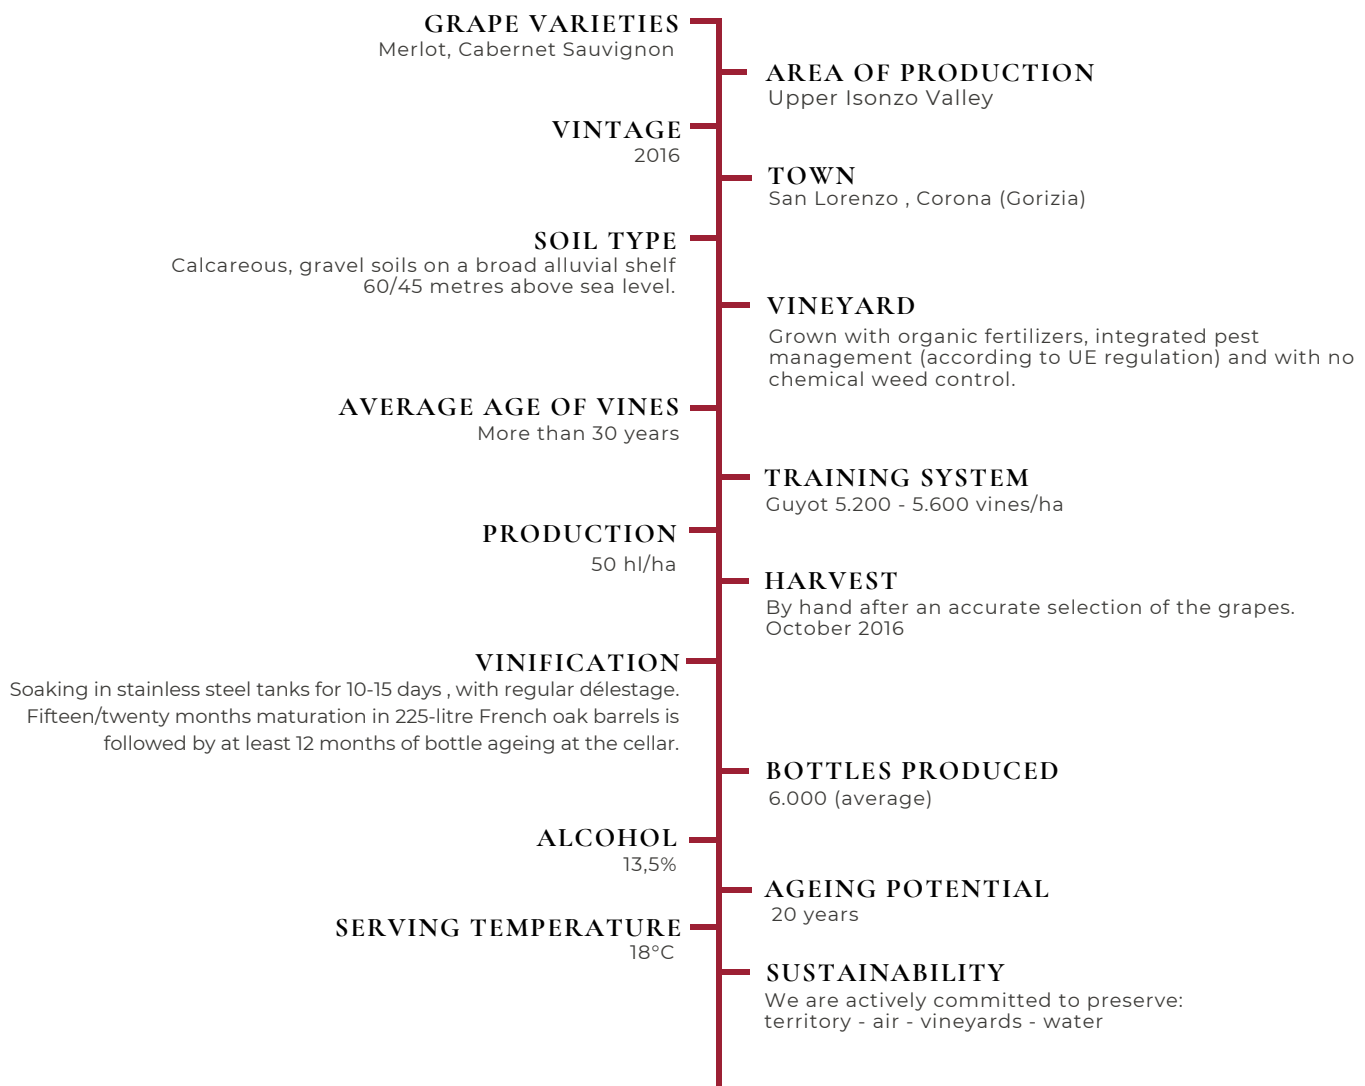 GRAPE VARIETIES
Merlot, Cabernet Sauvignon
AREA OF PRODUCTION
Upper Isonzo Valley
VINTAGE
2016
TOWN
San Lorenzo , Corona (Gorizia)
SOIL TYPE
Calcareous, gravel soils on a broad alluvial shelf
60/45 metres above sea level.
VINEYARD
Grown with organic fertilizers, integrated pest
management (according to UE regulation) and with no
chemical weed control.
AVERAGE AGE OF VINES
More than 30 years
TRAINING SYSTEM
Guyot 5.200 - 5.600 vines/ha
PRODUCTION
50 hl/ha
HARVEST
By hand after an accurate selection of the grapes.
October 2016
VINIFICATION
Soaking in stainless steel tanks for 10-15 days , with regular délestage.
Fifteen/twenty months maturation in 225-litre French oak barrels is
followed by at least 12 months of bottle ageing at the cellar.
BOTTLES PRODUCED
6.000 (average)
ALCOHOL
13,5%
AGEING POTENTIAL
20 years
SERVING TEMPERATURE
18°C
SUSTAINABILITY
We are actively committed to preserve:
territory - air - vineyards - water